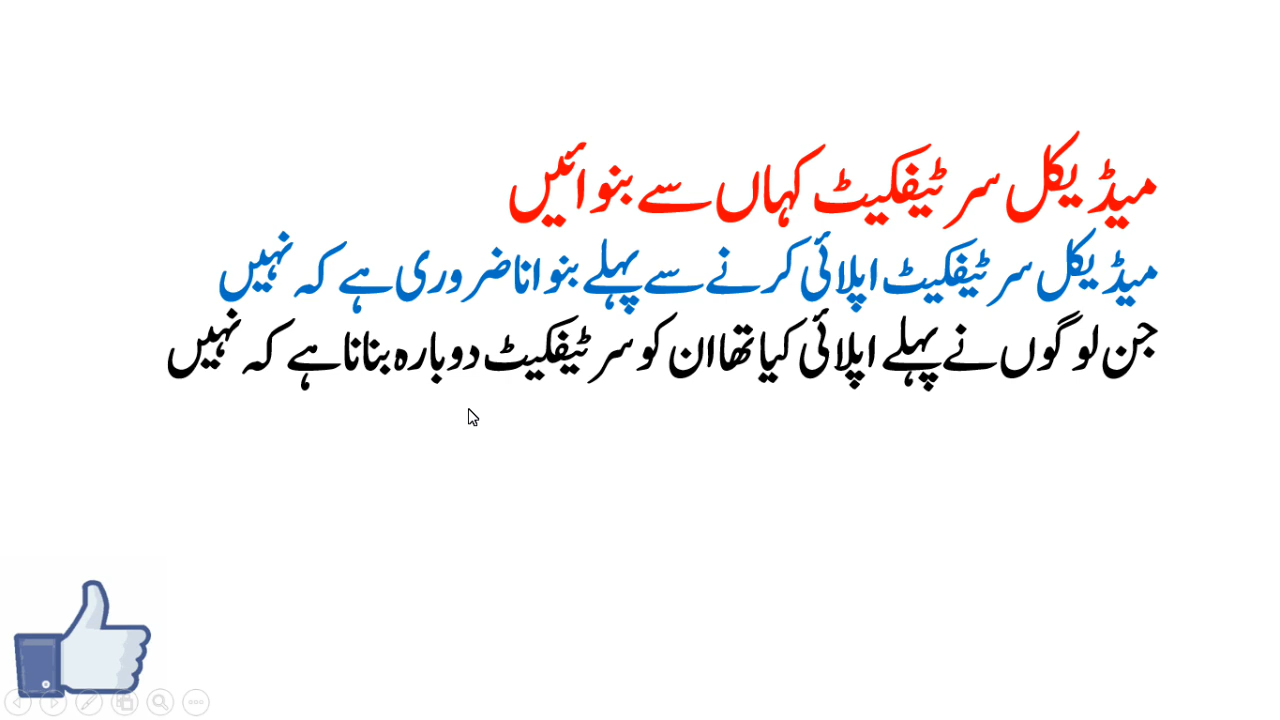 میڈیکل سرٹیفکیٹ کہاں سے بنوائیں
میڈیکل سرٹیفکیٹ اپلائی کرنے سے پہلے بنوانا ضروری ہے کہ نہیں
جن لوگوں نے پہلے اپلائی کیا تھا ان کو سرٹیفکیٹ دوبارہ بنانا ہے کہ نہیں